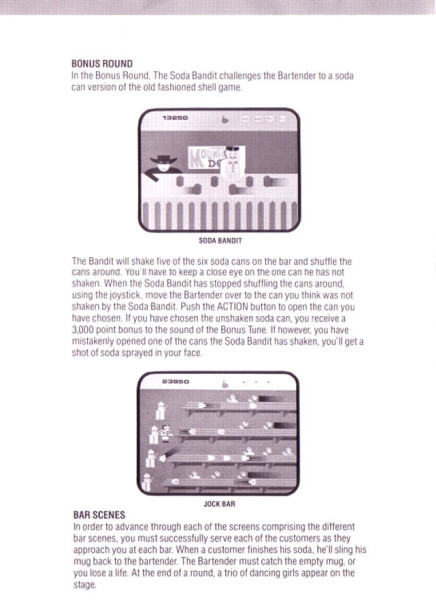 BONUS ROUND
In the Bonus Round, The Soda Bandit challenges the Bartender to a soda
can version of the old fashioned shell game.
13250
SODA BANDIT
The Bandit will shake five of the six soda cans on the bar and shuffle the
cans around. You'll have to keep a close eye on the one can he has not
shaken. When the Soda Bandit has stopped shuffling the cans around,
using the joystick, move the Bartender over to the can you think was not
shaken by the Soda Bandit. Push the ACTION button to open the can you
have chosen. If you have chosen the unshaken soda can, you receive a
3,000 point bonus to the sound of the Bonus Tune. If however, you have
mistakenly opened one of the cans the Soda Bandit has shaken, you'll get a
shot of soda sprayed in your face.
23950
JOCK BAR
BAR SCENES
In order to advance through each of the screens comprising the different
bar scenes, you must successfully serve each of the customers as they
approach you at each bar. When a customer finishes his soda, he'll sling his
mug back to the bartender. The Bartender must catch the empty mug, or
you lose a life. At the end of a round, a trio of dancing girls appear on the
stage.